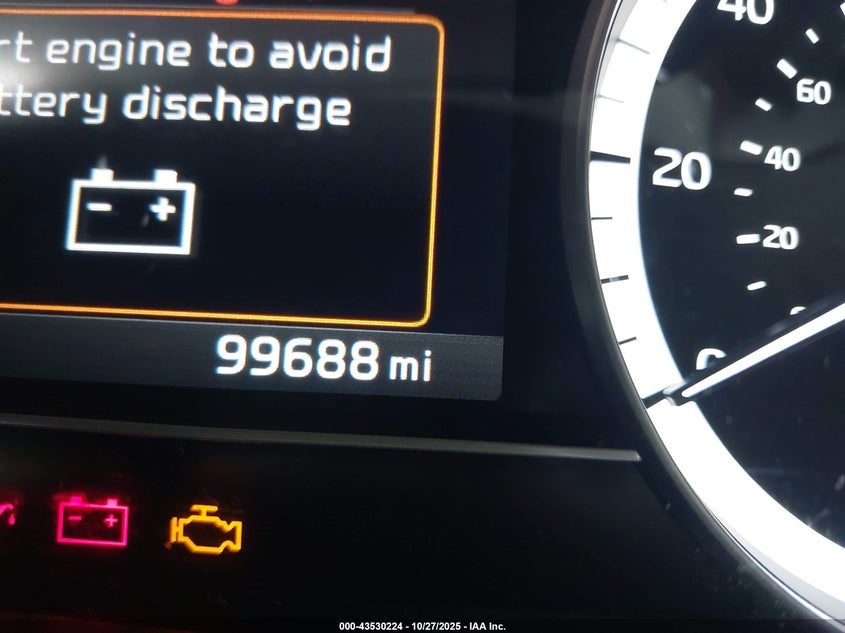 rt engine to avoid
ttery discharge
- +
99688 mi
40
60
20
40
20
0
- +
000-43530224 - 10/27/2025 - IAA Inc.